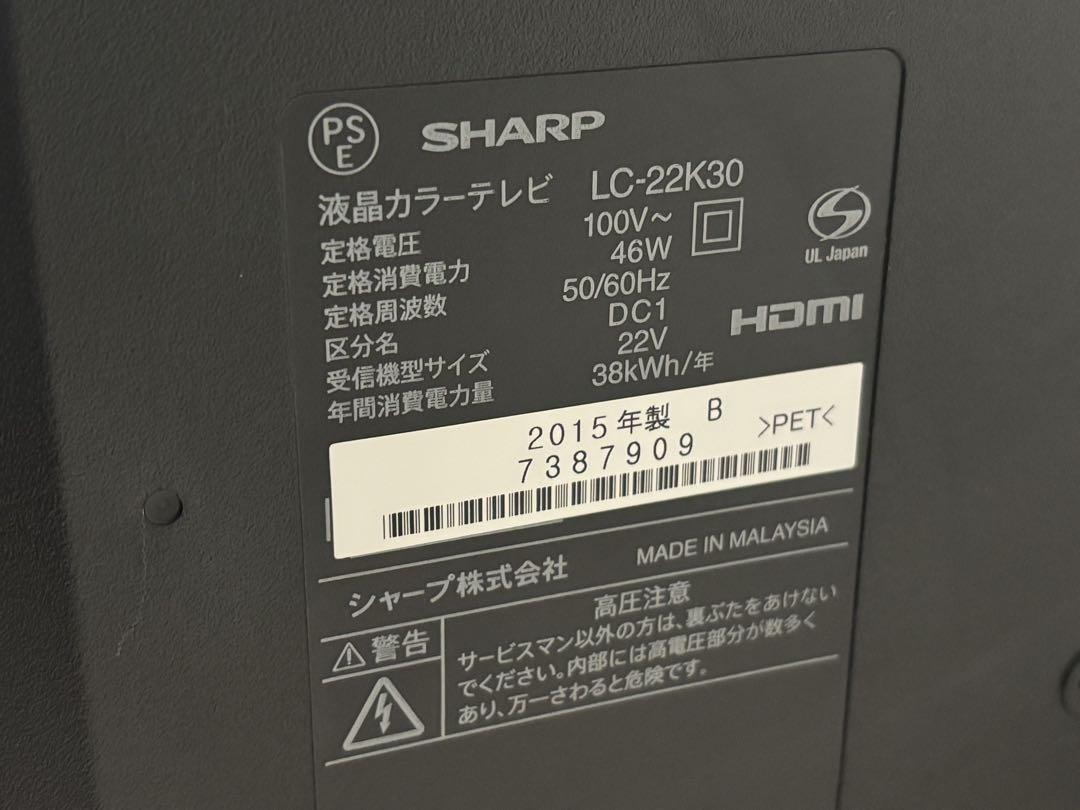 PS
E
SHARP
液晶カラーテレビ LC-22K30
定格電圧 100V~
定格消費電力 46W
定格周波数 50/60Hz
区分名 DC1
受信機型サイズ 22V
年間消費電力量 38kWh/年
UL Japan
HDMI
2015年製 B
7387909
>PET<
シャープ株式会社 MADE IN MALAYSIA
警告
高圧注意
サービスマン以外の方は、裏ぶたをあけない
でください。内部には高電圧部分が数多く
あり、万一さわると危険です。